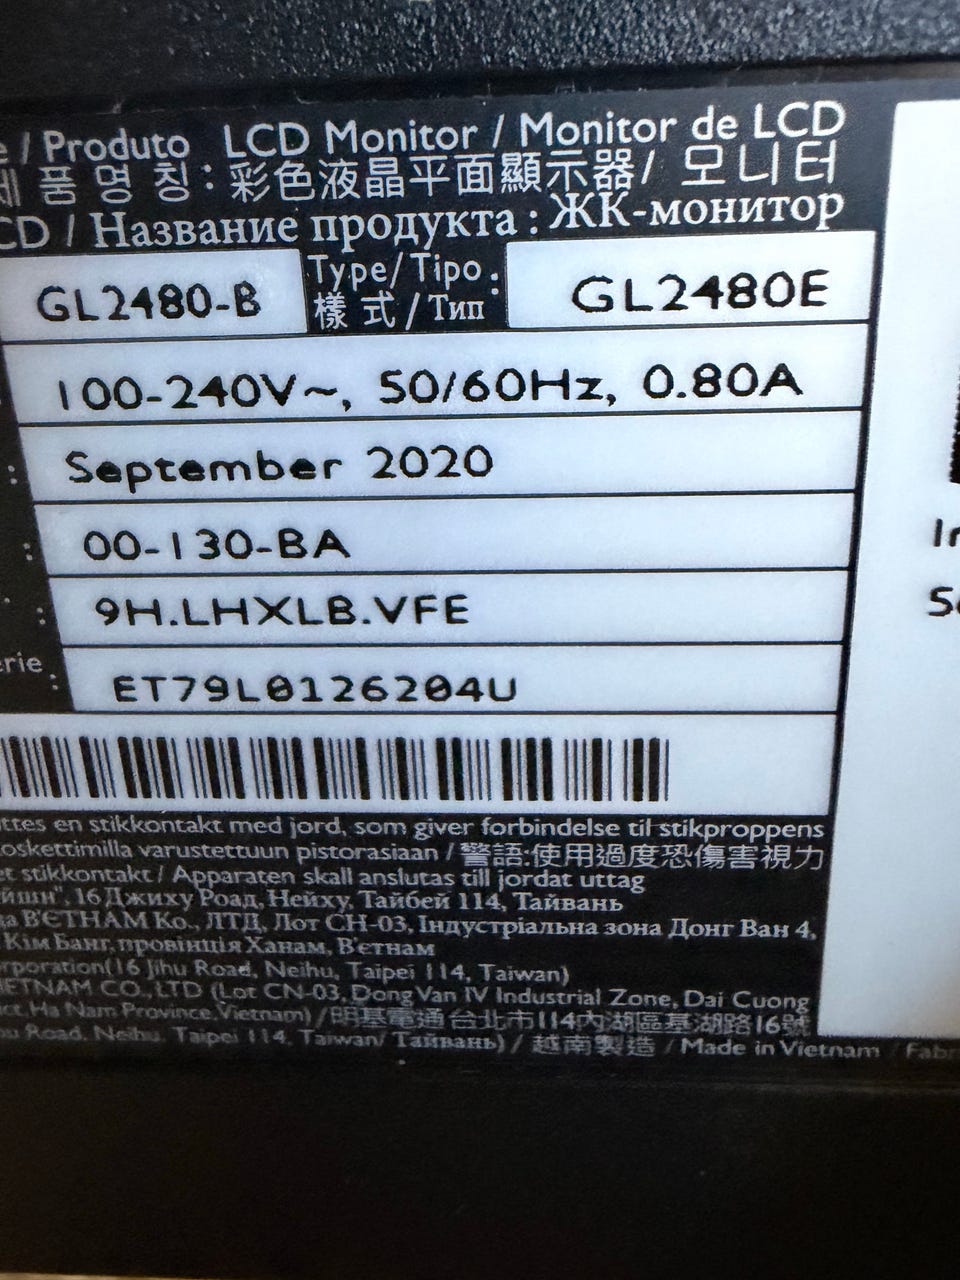 / Produto LCD Monitor / Monitor de LCD
제 품 명 칭 : 彩色液晶平面顯示器/ 모니터
CD / Название продукта : ЖК-монитор
GL2480-B Type/Tipo : GL2480E
樣 式 / Тип
100-240V~, 50/60Hz, 0.80A
: September 2020
: 00-130-BA
: 9H.LHXLB.VFE
erie : ET79L0126204U
ttes en stikkontakt med jord, som giver forbindelse til stikproppens
oskettimilla varustettuun pistorasiaan / 警語:使用過度恐傷害視力
et stikkontakt / Apparaten skall anslutas till jordat uttag
16 Джиху Роад, Нейху, Тайбей 114, Тайвань
В'ЄТНАМ Ко., ЛТД, Лот CH-03, Індустріальна зона Донг Ван 4,
Кім Банг, провінція Ханам, В'єтнам
rporation(16 Jihu Road, Neihu, Taipei 114, Taiwan)
IETNAM CO., LTD (Lot CN-03, Dong Van IV Industrial Zone, Dai Cuong
ict, Ha Nam Province, Vietnam) / 明基電通 台北市114內湖區基湖路16號
hu Road, Neihu, Taipei 114, Taiwan/ Тайвань) / 越南製造 / Made in Vietnam / Fabr
In
Se